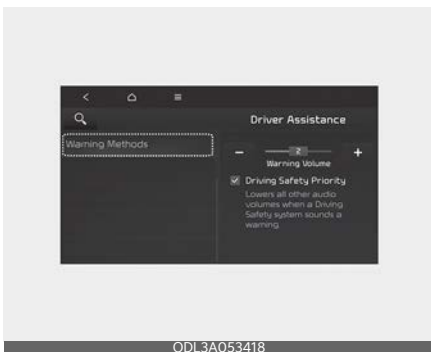 Driver Assistance
Warning Methods
2
Warning Volume
Driving Safety Priority
Lowers all other audio
volumes when a Driving
Safety system sounds a
warning.
ODL3A053418